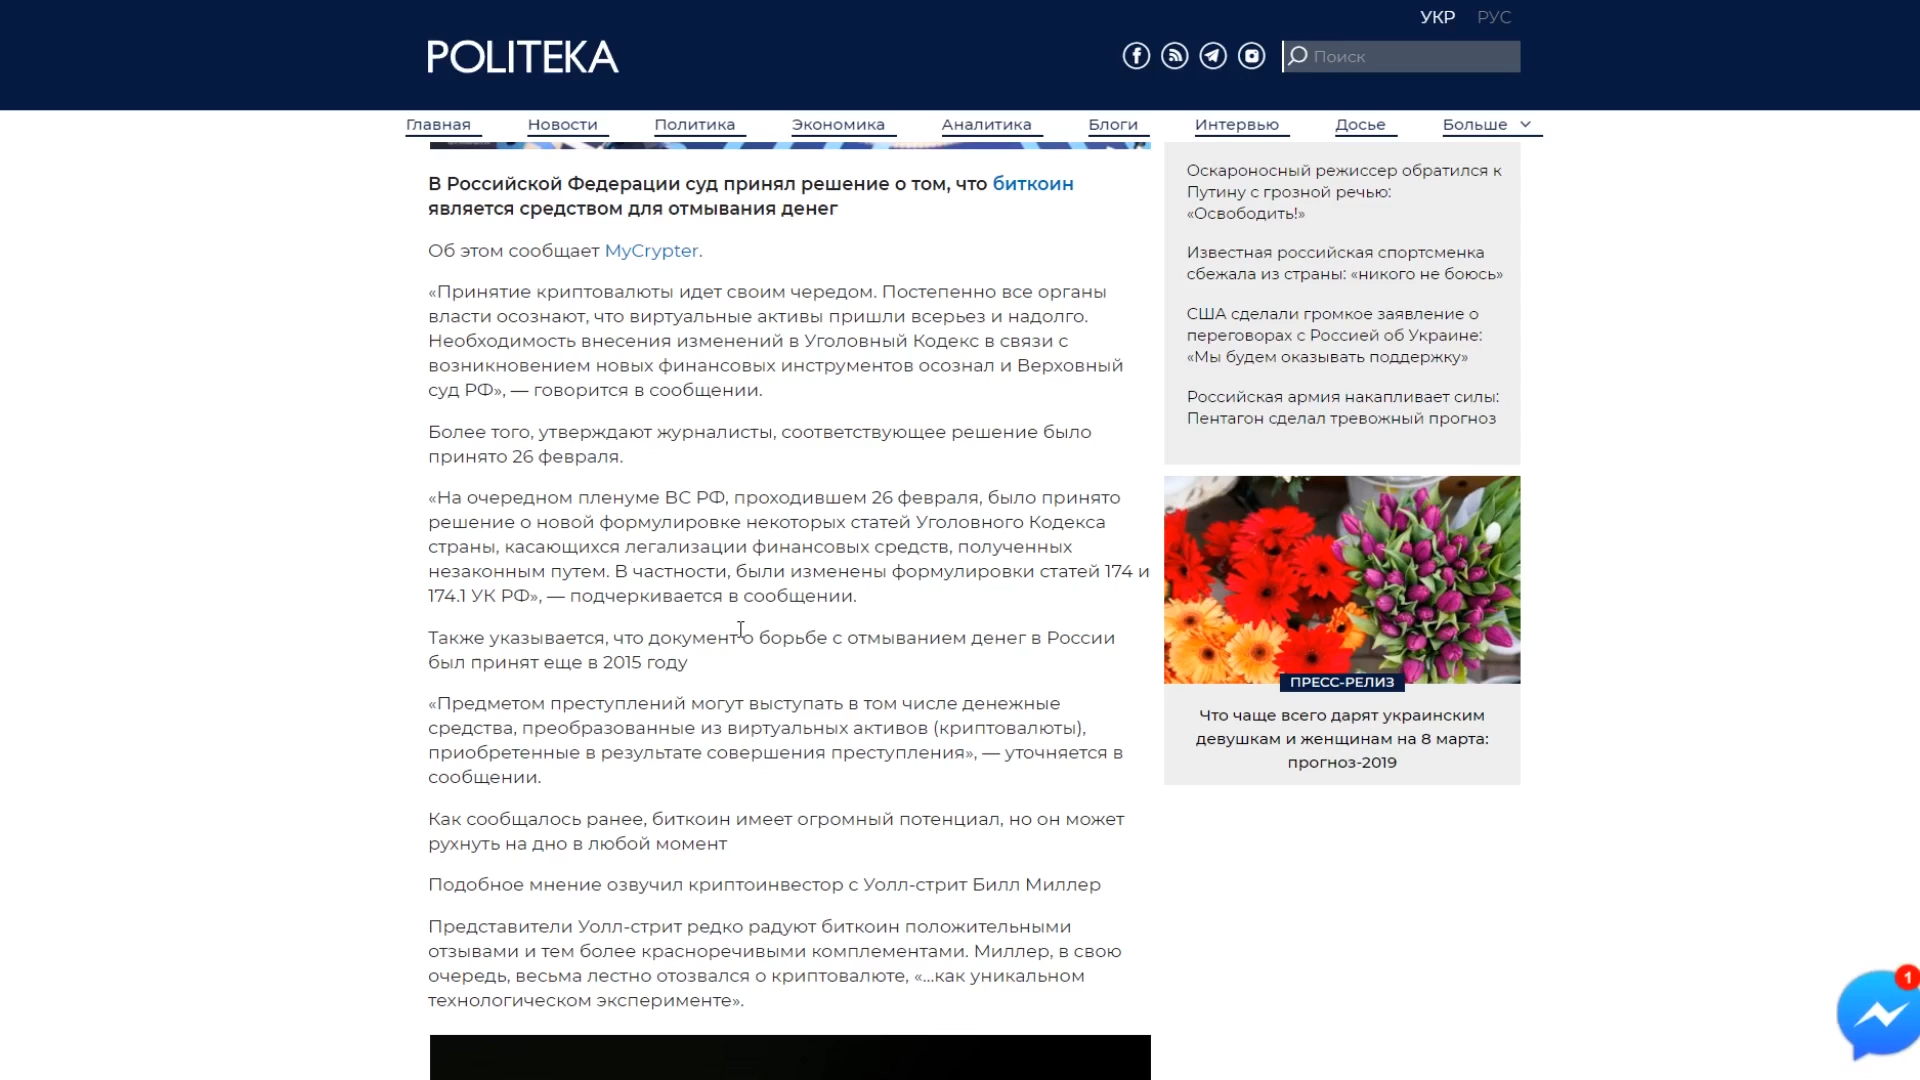 УКР РУС
POLITEKA
Поиск
Главная Новости Политика Экономика Аналитика Блоги Интервью Досье Больше
В Российской Федерации суд принял решение о том, что биткоин
является средством для отмывания денег
Об этом сообщает MyCrypter.
«Принятие криптовалюты идет своим чередом. Постепенно все органы
власти осознают, что виртуальные активы пришли всерьез и надолго.
Необходимость внесения изменений в Уголовный Кодекс в связи с
возникновением новых финансовых инструментов осознал и Верховный
суд РФ», — говорится в сообщении.
Более того, утверждают журналисты, соответствующее решение было
принято 26 февраля.
«На очередном пленуме ВС РФ, проходившем 26 февраля, было принято
решение о новой формулировке некоторых статей Уголовного Кодекса
страны, касающихся легализации финансовых средств, полученных
незаконным путем. В частности, были изменены формулировки статей 174 и
174.1 УК РФ», — подчеркивается в сообщении.
Также указывается, что документ о борьбе с отмыванием денег в России
был принят еще в 2015 году
«Предметом преступлений могут выступать в том числе денежные
средства, преобразованные из виртуальных активов (криптовалюты),
приобретенные в результате совершения преступления», — уточняется в
сообщении.
Как сообщалось ранее, биткоин имеет огромный потенциал, но он может
рухнуть на дно в любой момент
Подобное мнение озвучил криптоинвестор с Уолл-стрит Билл Миллер
Представители Уолл-стрит редко радуют биткоин положительными
отзывами и тем более красноречивыми комплементами. Миллер, в свою
очередь, весьма лестно отозвался о криптовалюте, «...как уникальном
технологическом эксперименте».
Оскароносный режиссер обратился к
Путину с грозной речью:
«Освободить!»
Известная российская спортсменка
сбежала из страны: «никого не боюсь»
США сделали громкое заявление о
переговорах с Россией об Украине:
«Мы будем оказывать поддержку»
Российская армия накапливает силы:
Пентагон сделал тревожный прогноз
ПРЕСС-РЕЛИЗ
Что чаще всего дарят украинским
девушкам и женщинам на 8 марта:
прогноз-2019
1